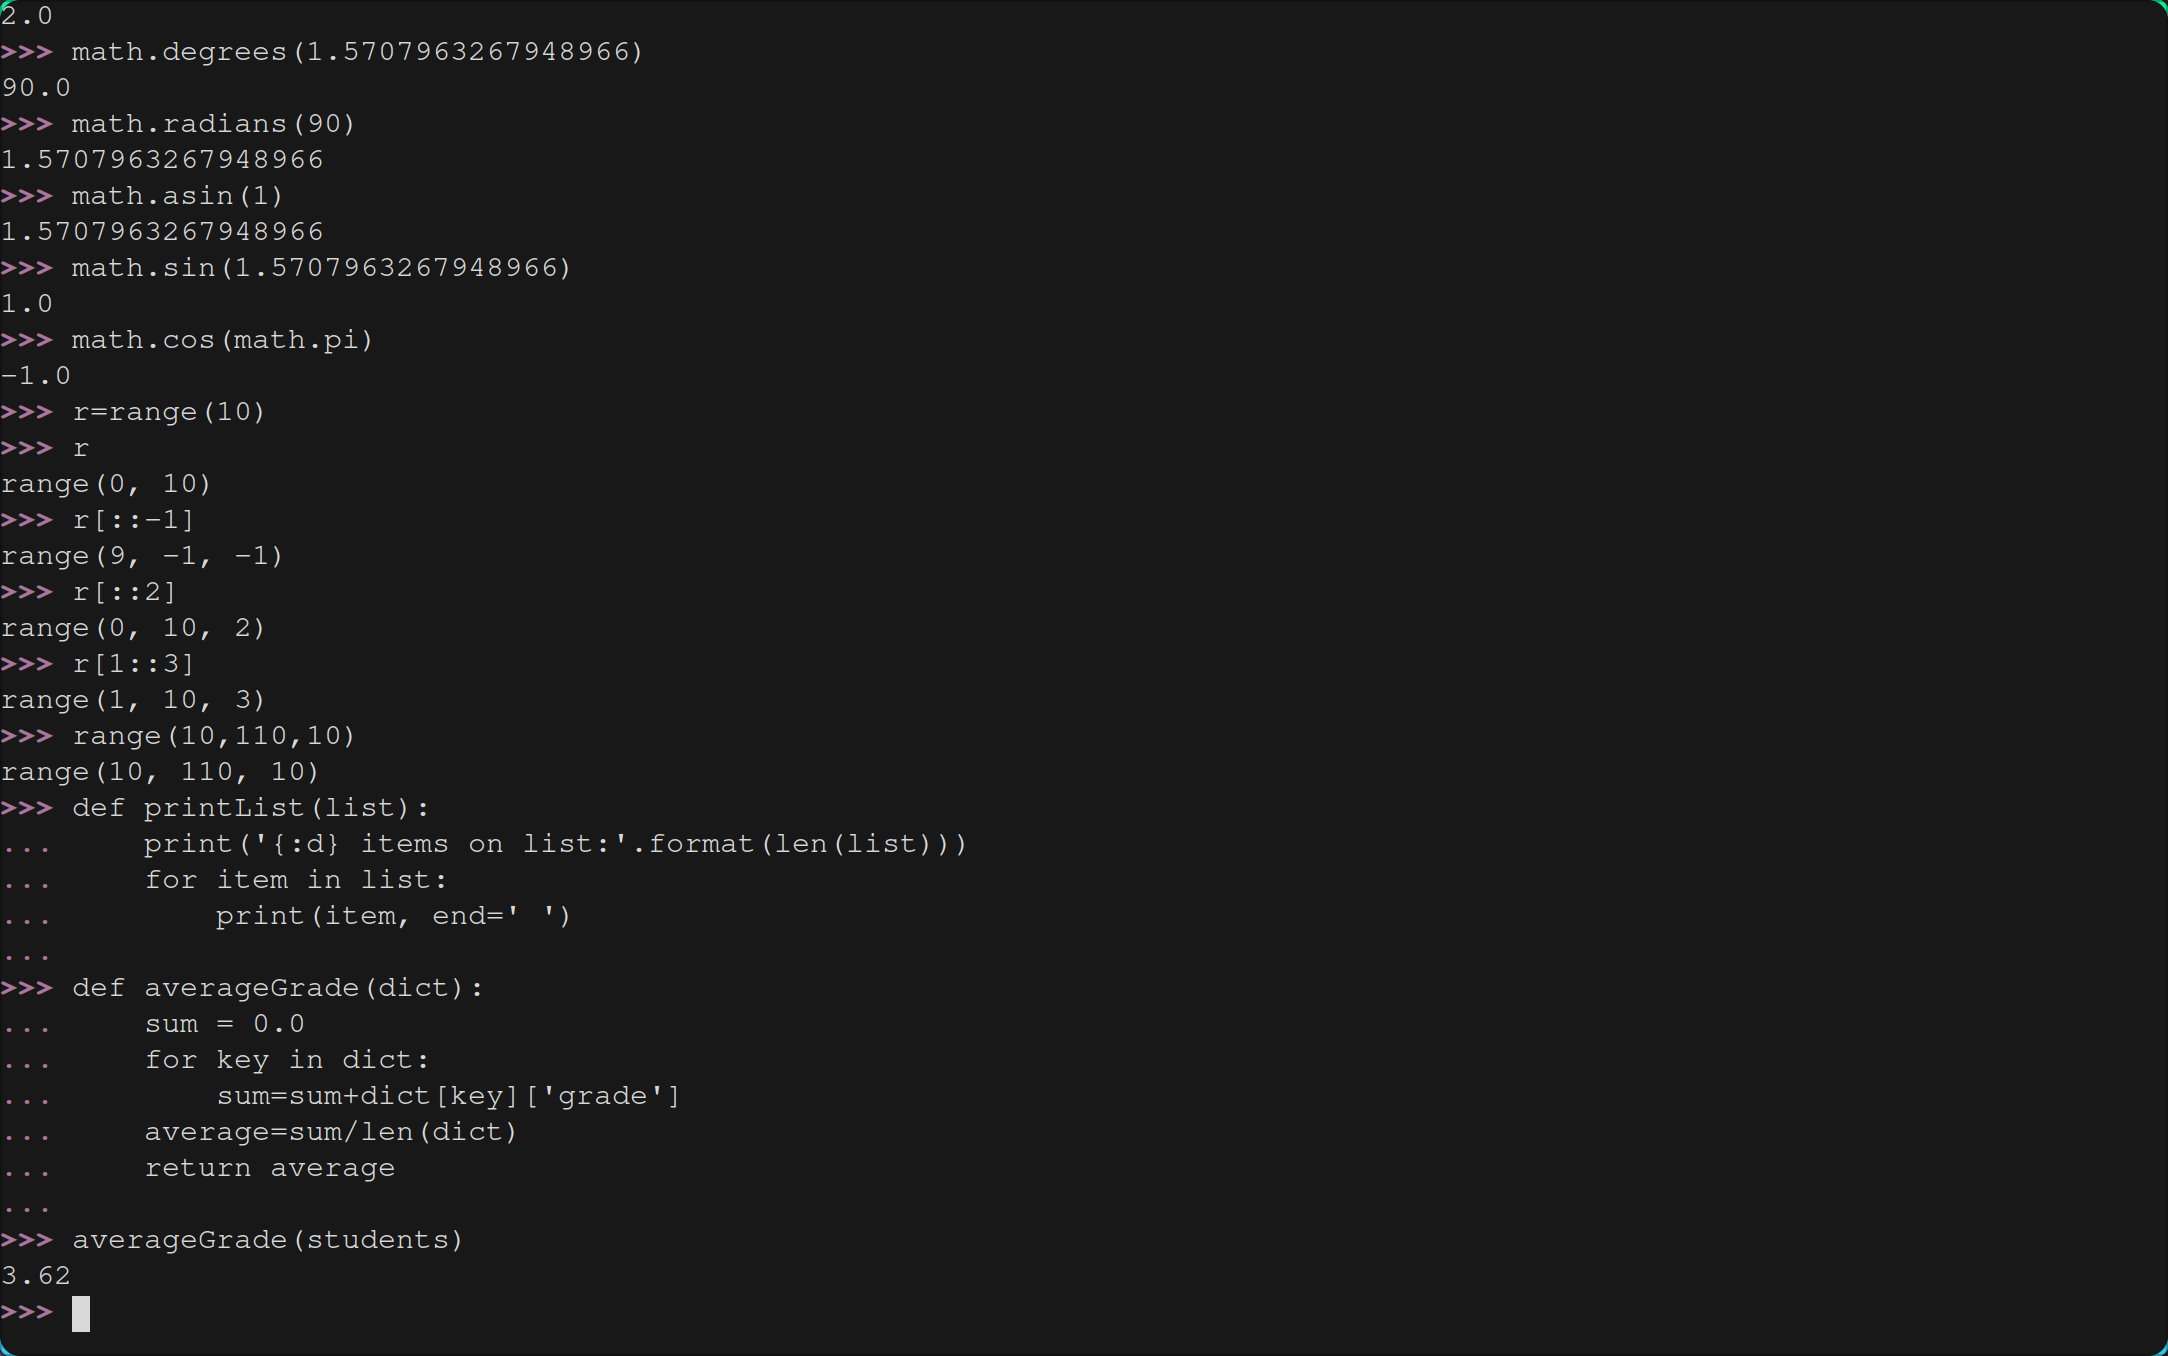 2.0
>>> math.degrees(1.5707963267948966)
90.0
>>> math.radians(90)
1.5707963267948966
>>> math.asin(1)
1.5707963267948966
>>> math.sin(1.5707963267948966)
1.0
>>> math.cos(math.pi)
-1.0
>>> r=range(10)
>>> r
range(0, 10)
>>> r[::-1]
range(9, -1, -1)
>>> r[::2]
range(0, 10, 2)
>>> r[1::3]
range(1, 10, 3)
>>> range(10,110,10)
range(10, 110, 10)
>>> def printList(list):
...     print('{:d} items on list:'.format(len(list)))
...     for item in list:
...         print(item, end=' ')
...
>>> def averageGrade(dict):
...     sum = 0.0
...     for key in dict:
...         sum=sum+dict[key]['grade']
...     average=sum/len(dict)
...     return average
...
>>> averageGrade(students)
3.62
>>>